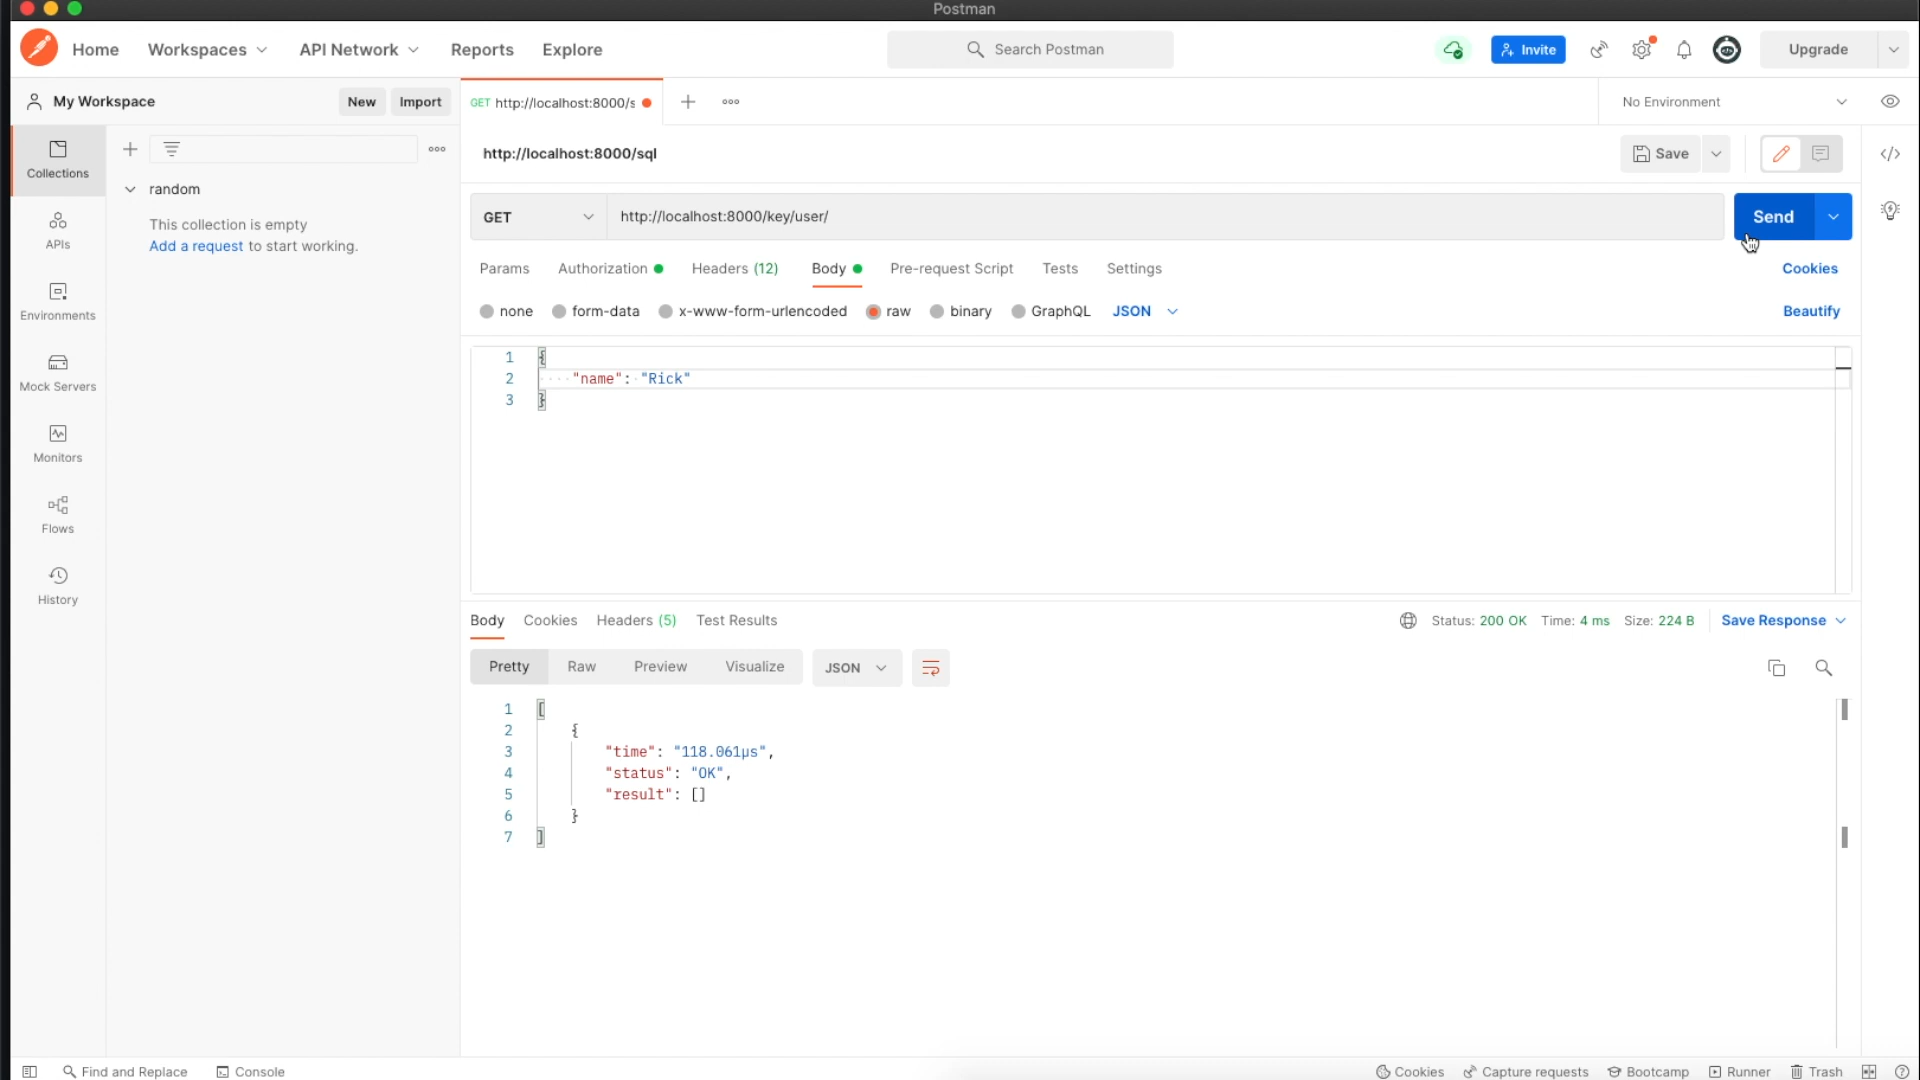 Postman
Home Workspaces API Network Reports Explore Search Postman Invite Upgrade
My Workspace New Import GET http://localhost:8000/s No Environment
Collections
random
This collection is empty
Add a request to start working.
APIs
Environments
Mock Servers
Monitors
Flows
History
http://localhost:8000/sql Save
GET http://localhost:8000/key/user/ Send
Params Authorization Headers (12) Body Pre-request Script Tests Settings Cookies
none form-data x-www-form-urlencoded raw binary GraphQL JSON Beautify
1 {
2 "name": "Rick"
3 }
Body Cookies Headers (5) Test Results Status: 200 OK Time: 4 ms Size: 224 B Save Response
Pretty Raw Preview Visualize JSON
1 [
2 {
3 "time": "118.061µs",
4 "status": "OK",
5 "result": []
6 }
7 ]
Find and Replace Console Cookies Capture requests Bootcamp Runner Trash